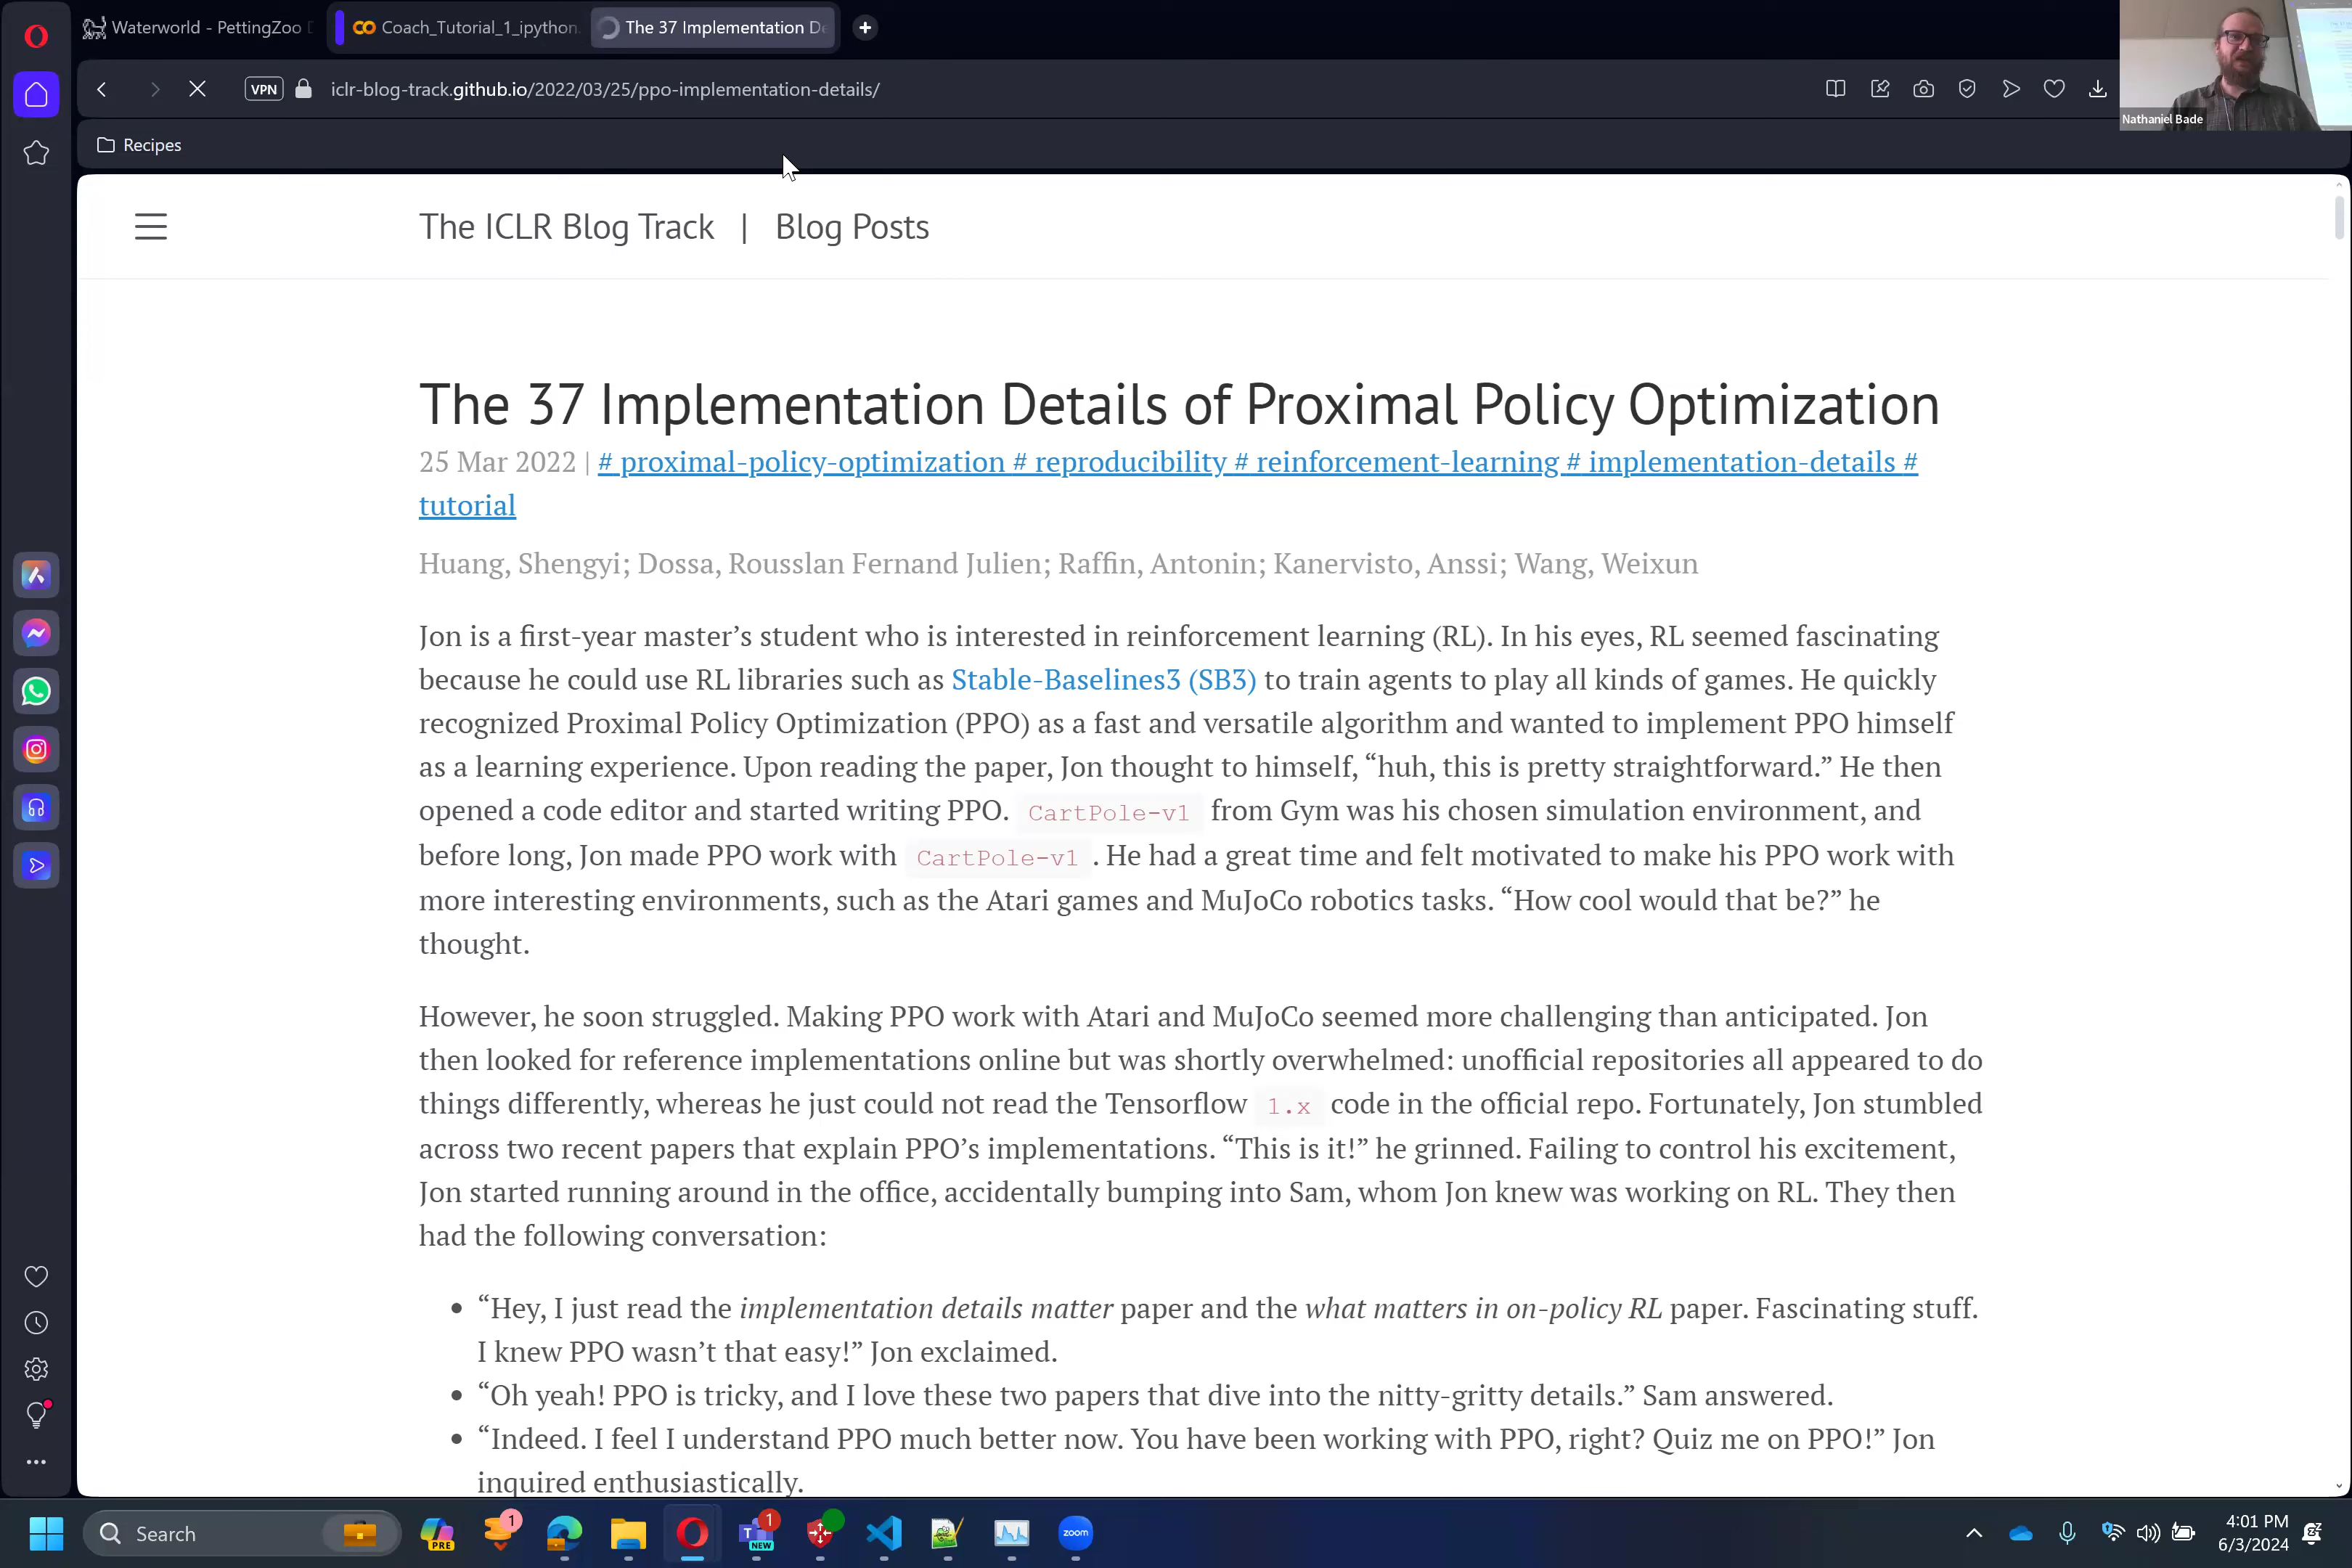 Waterworld - PettingZoo D
Coach_Tutorial_1_ipython.
The 37 Implementation De
VPN
iclr-blog-track.github.io/2022/03/25/ppo-implementation-details/
Nathaniel Bade
Recipes
The ICLR Blog Track | Blog Posts
The 37 Implementation Details of Proximal Policy Optimization
25 Mar 2022 | # proximal-policy-optimization # reproducibility # reinforcement-learning # implementation-details #
tutorial
Huang, Shengyi; Dossa, Rousslan Fernand Julien; Raffin, Antonin; Kanervisto, Anssi; Wang, Weixun
Jon is a first-year master’s student who is interested in reinforcement learning (RL). In his eyes, RL seemed fascinating
because he could use RL libraries such as Stable-Baselines3 (SB3) to train agents to play all kinds of games. He quickly
recognized Proximal Policy Optimization (PPO) as a fast and versatile algorithm and wanted to implement PPO himself
as a learning experience. Upon reading the paper, Jon thought to himself, “huh, this is pretty straightforward.” He then
opened a code editor and started writing PPO. CartPole-v1 from Gym was his chosen simulation environment, and
before long, Jon made PPO work with CartPole-v1 . He had a great time and felt motivated to make his PPO work with
more interesting environments, such as the Atari games and MuJoCo robotics tasks. “How cool would that be?” he
thought.
However, he soon struggled. Making PPO work with Atari and MuJoCo seemed more challenging than anticipated. Jon
then looked for reference implementations online but was shortly overwhelmed: unofficial repositories all appeared to do
things differently, whereas he just could not read the Tensorflow 1.x code in the official repo. Fortunately, Jon stumbled
across two recent papers that explain PPO’s implementations. “This is it!” he grinned. Failing to control his excitement,
Jon started running around in the office, accidentally bumping into Sam, whom Jon knew was working on RL. They then
had the following conversation:
• “Hey, I just read the implementation details matter paper and the what matters in on-policy RL paper. Fascinating stuff.
I knew PPO wasn’t that easy!” Jon exclaimed.
• “Oh yeah! PPO is tricky, and I love these two papers that dive into the nitty-gritty details.” Sam answered.
• “Indeed. I feel I understand PPO much better now. You have been working with PPO, right? Quiz me on PPO!” Jon
inquired enthusiastically.
Search
PRE
1
1
T
NEW
zoom
4:01 PM
6/3/2024